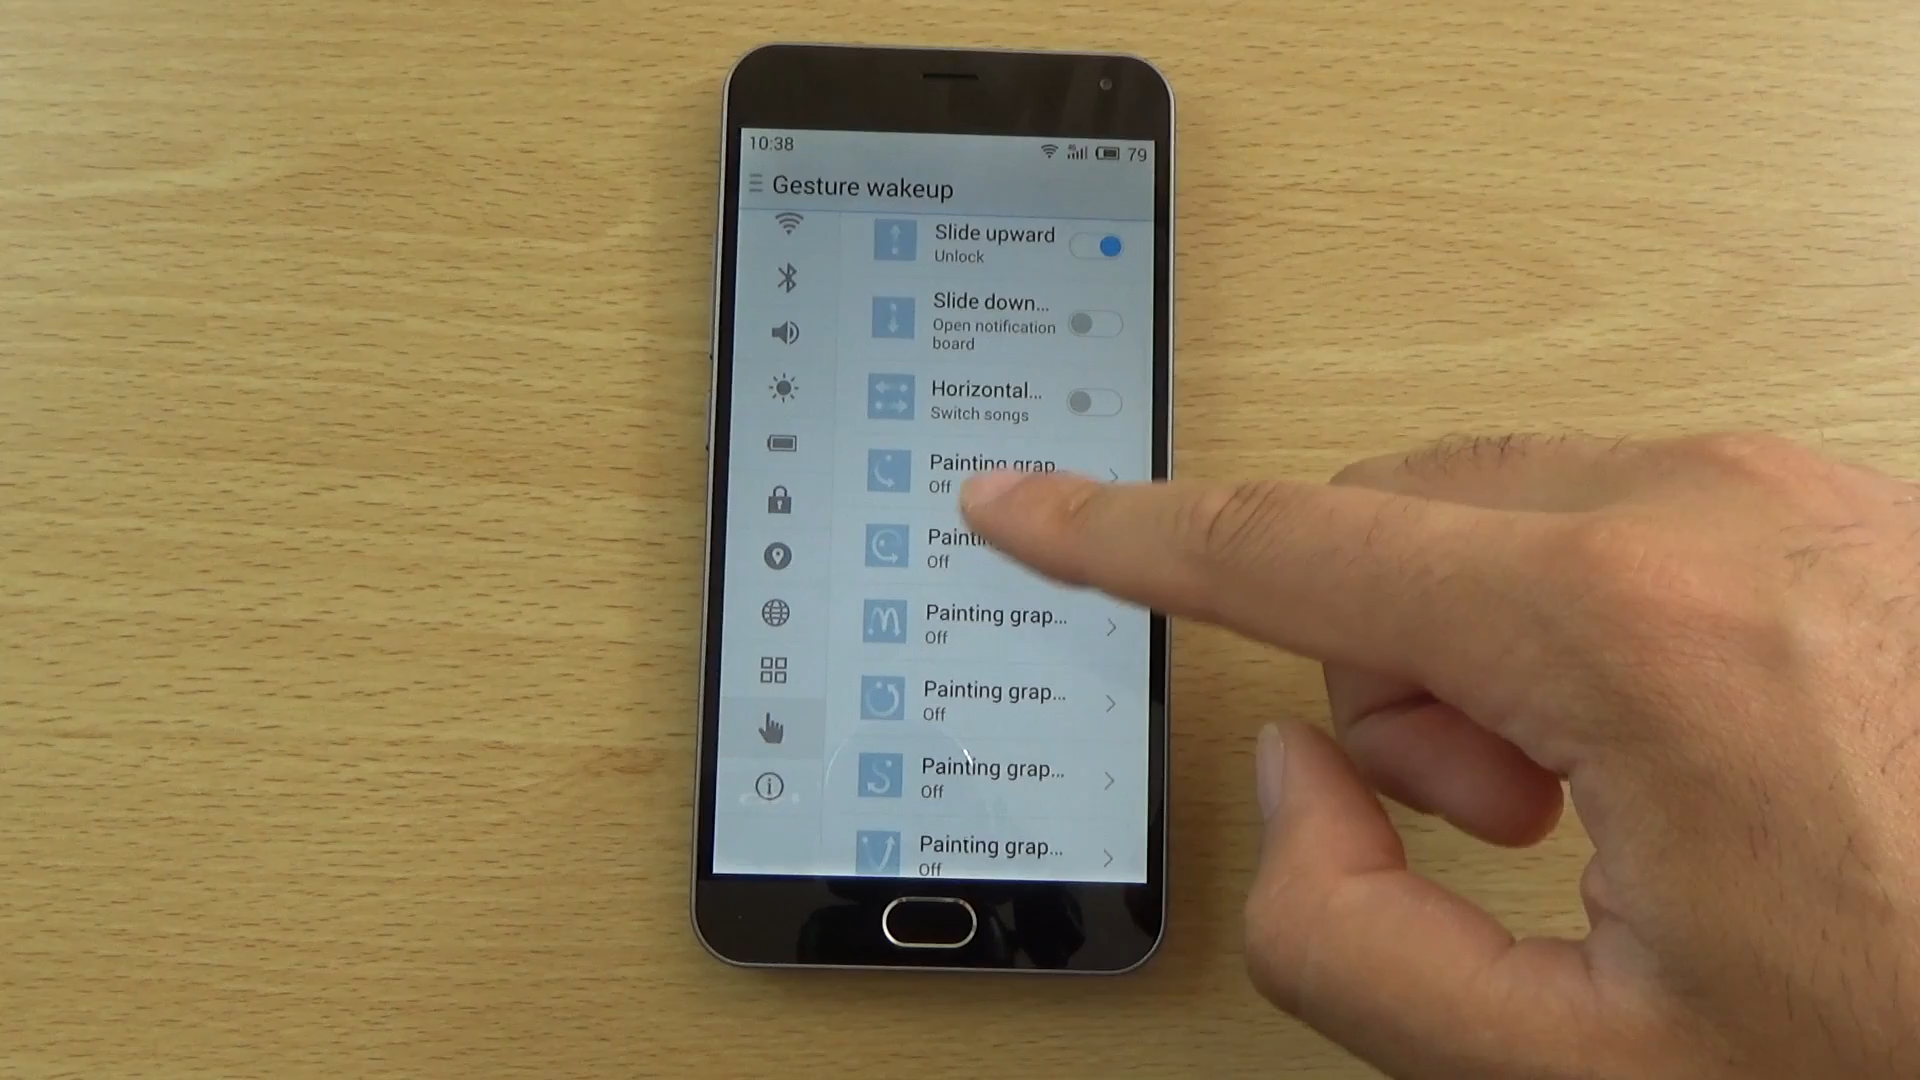 10:38
79
Gesture wakeup
Slide upward
Unlock
Slide down...
Open notification
board
Horizontal...
Switch songs
Painting grap
Off
Off
Painting grap...
Off
Painting grap...
Off
Painting grap...
Off
Painting grap...
Off